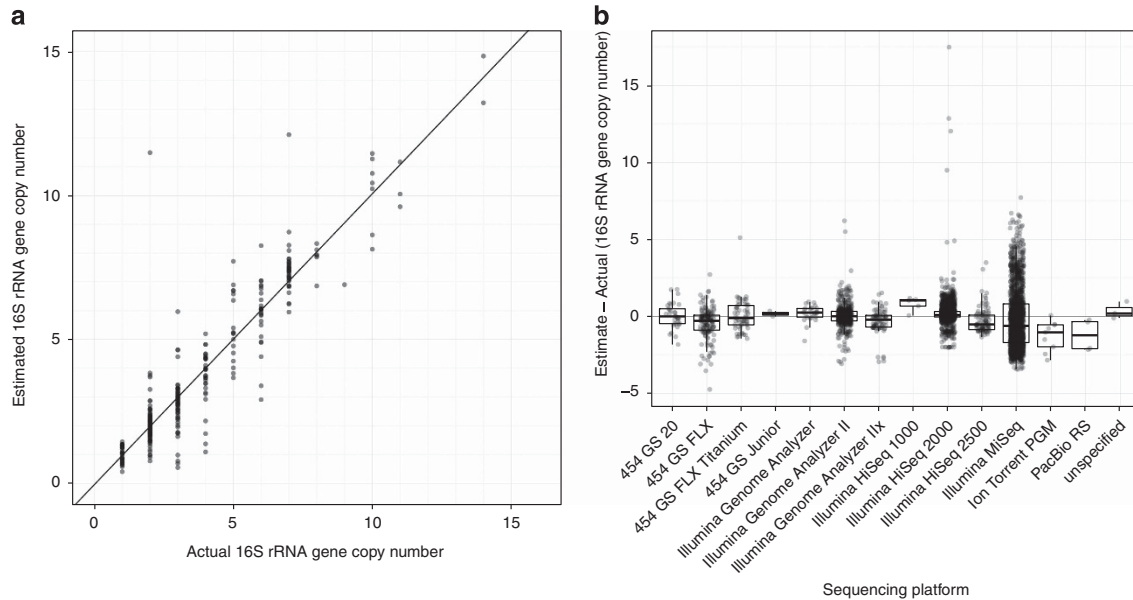 a
15
10
5
0
0
5
10
15
Estimated 16S rRNA gene copy number
Actual 16S rRNA gene copy number
b
15
10
5
0
−5
Estimate – Actual (16S rRNA gene copy number)
454 GS 20
454 GS FLX
454 GS FLX Titanium
454 GS Junior
Illumina Genome Analyzer
Illumina Genome Analyzer II
Illumina Genome Analyzer IIx
Illumina HiSeq 1000
Illumina HiSeq 2000
Illumina HiSeq 2500
Illumina MiSeq
Ion Torrent PGM
PacBio RS
unspecified
Sequencing platform